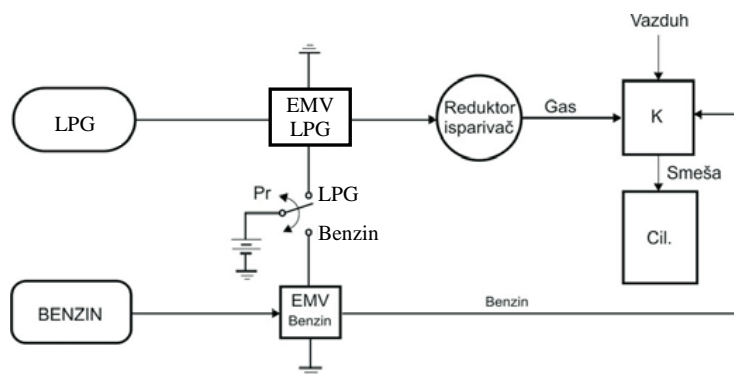 Vazduh
LPG
EMV
LPG
Reduktor
isparivač
Gas
K
Smeša
Pr
LPG
Benzin
Cil.
BENZIN
EMV
Benzin
Benzin